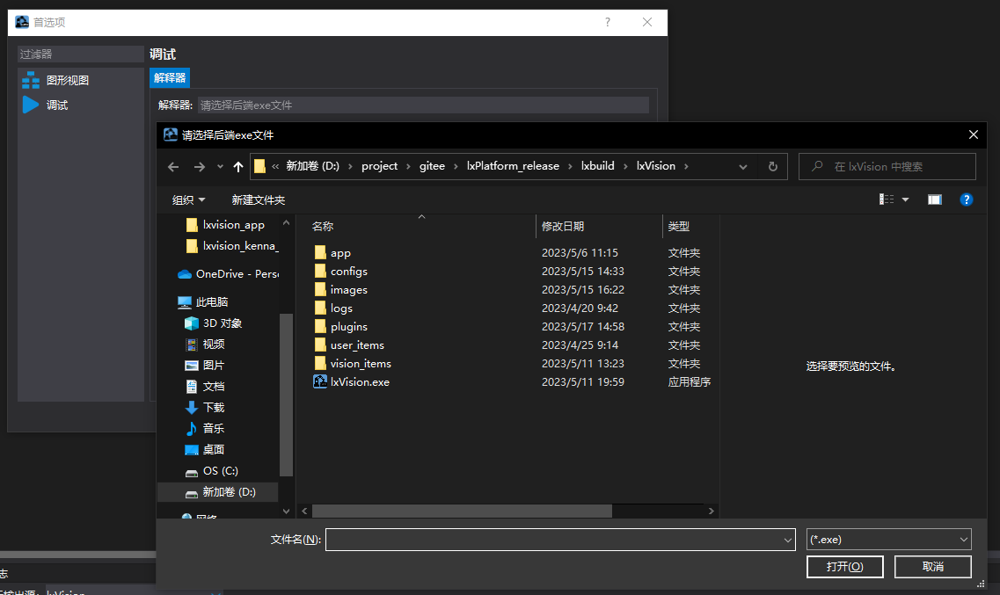 首选项
?
过滤器
图形视图
调试
调试
解释器
解释器: 请选择后端exe文件
请选择后端exe文件
« 新加卷 (D:) › project › gitee › lxPlatform_release › lxbuild › lxVision ›
在 lxVision 中搜索
组织 新建文件夹
?
lxvision_app
lxvision_kenna_
OneDrive - Pers
此电脑
3D 对象
视频
图片
文档
下载
音乐
桌面
OS (C:)
新加卷 (D:)
网络
名称 修改日期 类型
app 2023/5/6 11:15 文件夹
configs 2023/5/15 14:33 文件夹
images 2023/5/15 16:22 文件夹
logs 2023/4/20 9:42 文件夹
plugins 2023/5/17 14:58 文件夹
user_items 2023/4/25 9:14 文件夹
vision_items 2023/5/11 13:23 文件夹
lxVision.exe 2023/5/11 19:59 应用程序
选择要预览的文件。
文件名(N):
(*.exe)
打开(O) 取消
志
输出源: lxVision